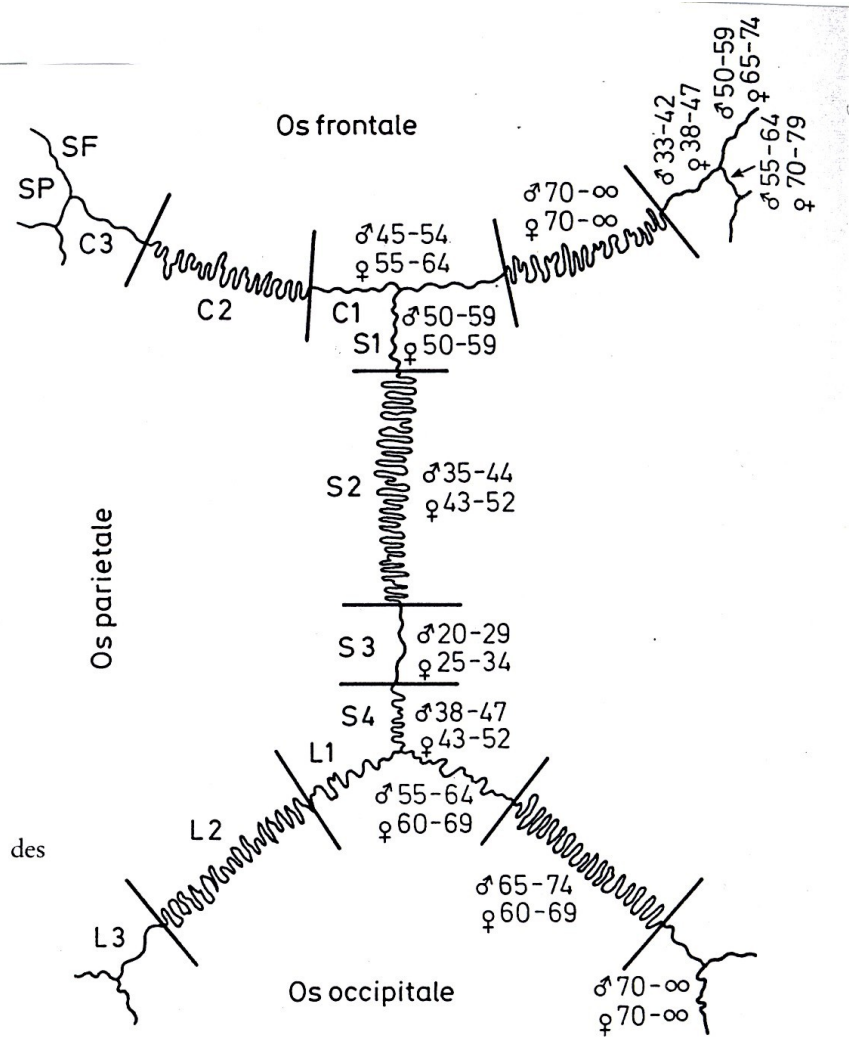 Os frontale
SF
SP
C3
C2
C1
♂45-54
♀55-64
♂70-∞
♀70-∞
♂33-42
♀38-47
♂50-59
♀65-74
♂55-64
♀70-79
S1
♂50-59
♀50-59
S2
♂35-44
♀43-52
Os parietale
S3
♂20-29
♀25-34
S4
♂38-47
♀43-52
L1
♂55-64
♀60-69
L2
des
♂65-74
♀60-69
L3
Os occipitale
♂70-∞
♀70-∞